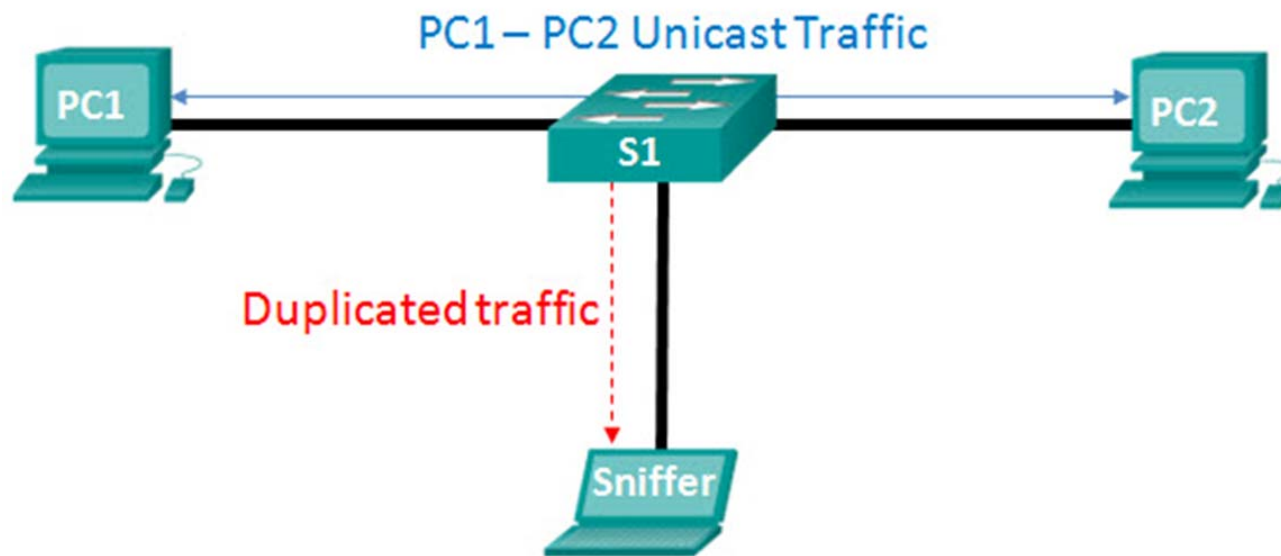 PC1 – PC2 Unicast Traffic
PC1
PC2
S1
Duplicated traffic
Sniffer